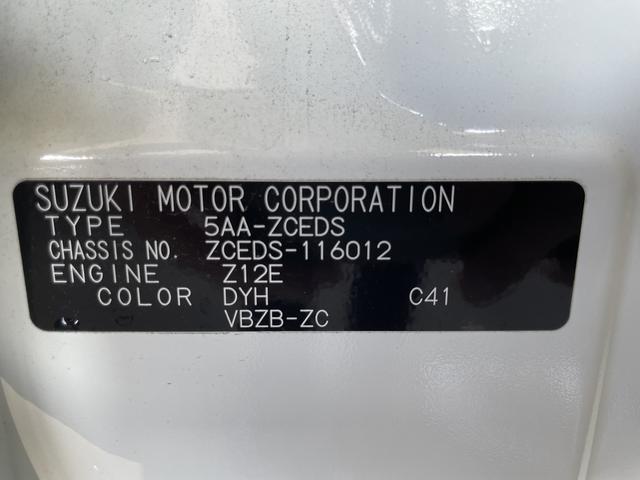 SUZUKI MOTOR CORPORATION
TYPE 5AA-ZCEDS
CHASSIS NO. ZCEDS-116012
ENGINE Z12E
COLOR DYH C41
VBZB-ZC